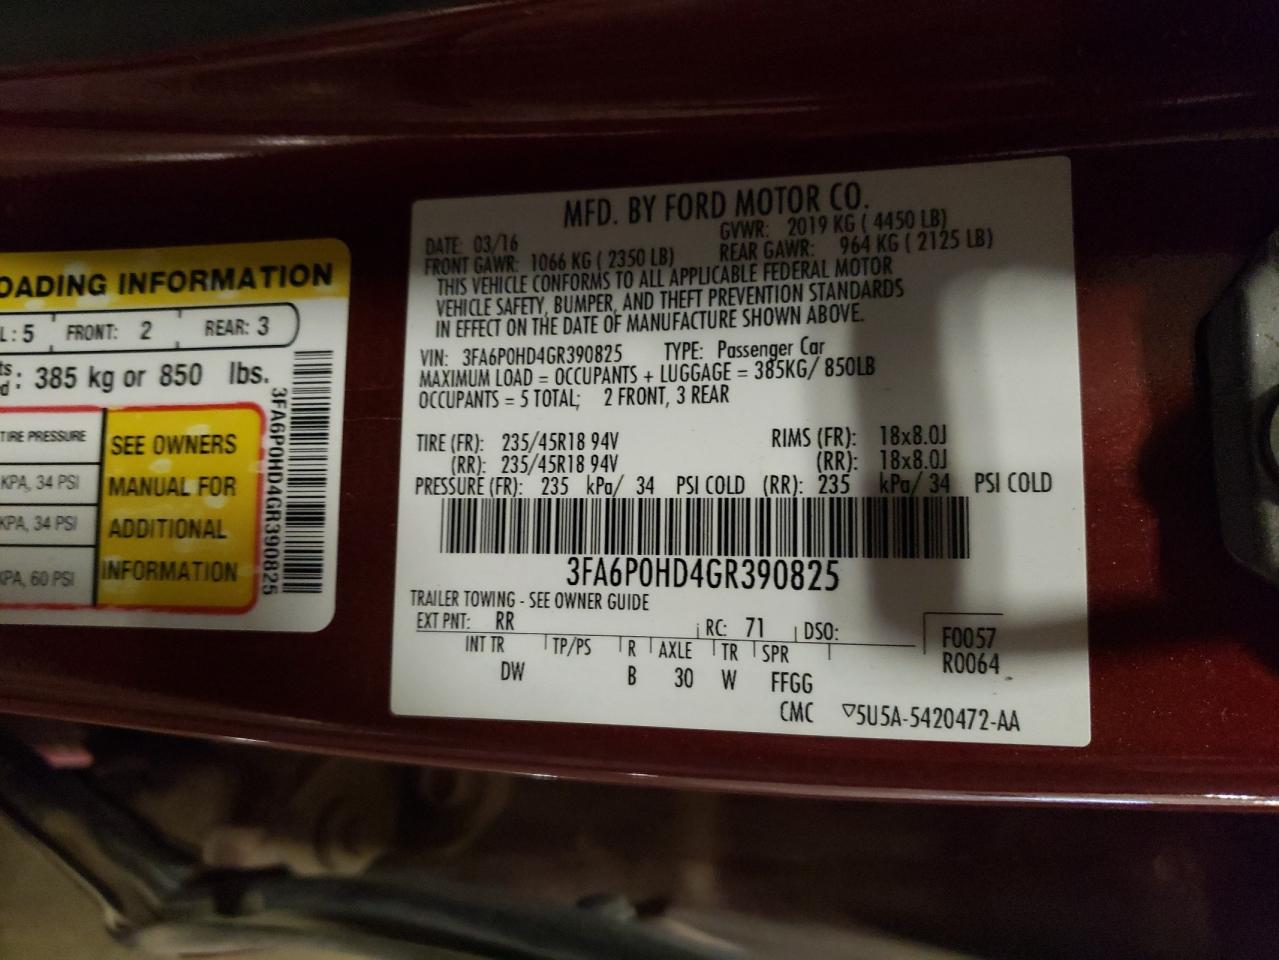 OADING INFORMATION
L: 5 FRONT: 2 REAR: 3
ts
d: 385 kg or 850 lbs.
TIRE PRESSURE
KPA, 34 PSI
KPA, 34 PSI
KPA, 60 PSI
SEE OWNERS
MANUAL FOR
ADDITIONAL
INFORMATION
3FA6P0HD4GR390825
MFD. BY FORD MOTOR CO.
DATE: 03/16 GVWR: 2019 KG ( 4450 LB)
FRONT GAWR: 1066 KG ( 2350 LB) REAR GAWR: 964 KG ( 2125 LB)
THIS VEHICLE CONFORMS TO ALL APPLICABLE FEDERAL MOTOR
VEHICLE SAFETY, BUMPER, AND THEFT PREVENTION STANDARDS
IN EFFECT ON THE DATE OF MANUFACTURE SHOWN ABOVE.
VIN: 3FA6P0HD4GR390825 TYPE: Passenger Car
MAXIMUM LOAD = OCCUPANTS + LUGGAGE = 385KG/ 850LB
OCCUPANTS = 5 TOTAL; 2 FRONT, 3 REAR
TIRE (FR): 235/45R18 94V RIMS (FR): 18x8.0J
(RR): 235/45R18 94V (RR): 18x8.0J
PRESSURE (FR): 235 kPa/ 34 PSI COLD (RR): 235 kPa/ 34 PSI COLD
3FA6P0HD4GR390825
TRAILER TOWING - SEE OWNER GUIDE
EXT PNT: RR RC: 71 DSO:
INT TR TP/PS R AXLE TR SPR
DW B 30 W FFGG
F0057
R0064
CMC ▽5U5A-5420472-AA